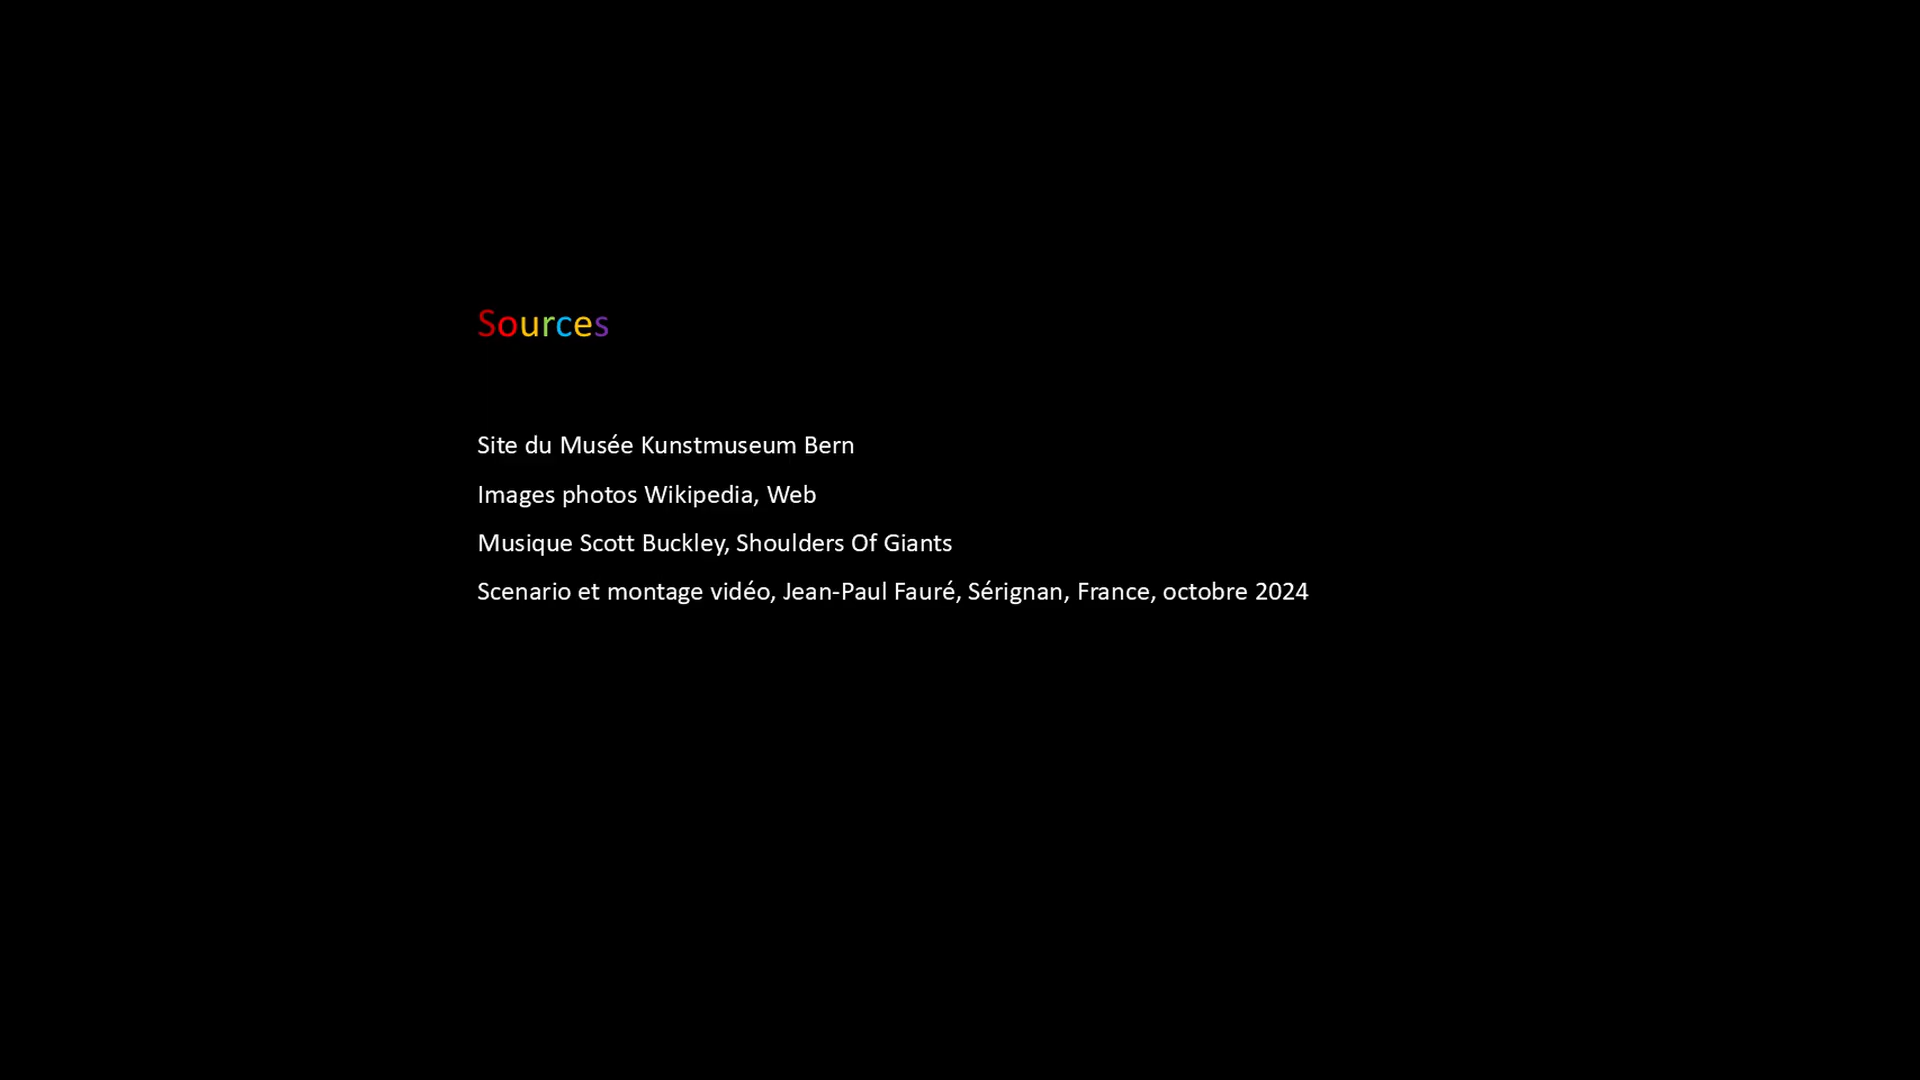 Sources
Site du Musée Kunstmuseum Bern
Images photos Wikipedia, Web
Musique Scott Buckley, Shoulders Of Giants
Scenario et montage vidéo, Jean-Paul Fauré, Sérignan, France, octobre 2024